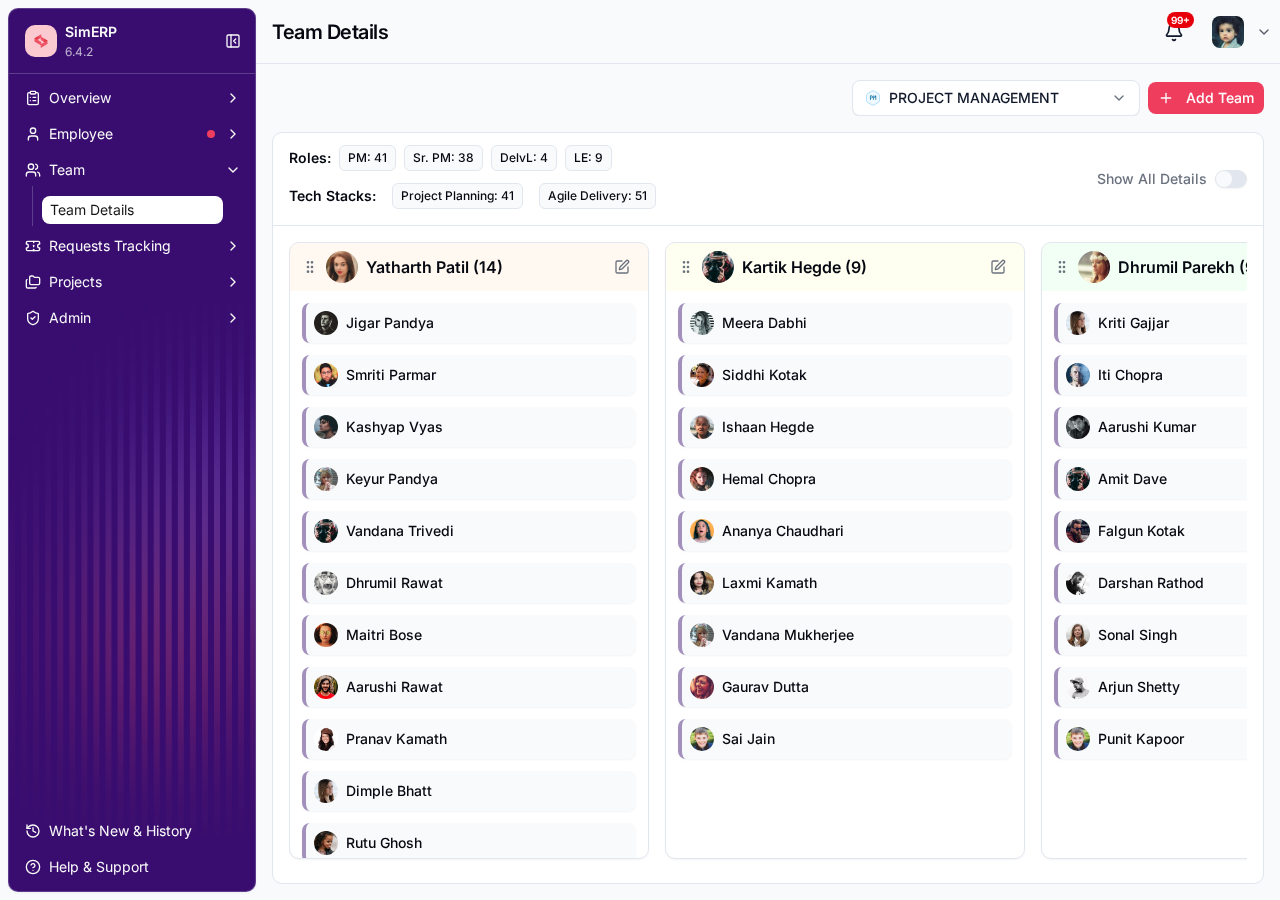 SimERP
6.4.2
Overview
Employee
Team
Team Details
Requests Tracking
Projects
Admin
What's New & History
Help & Support
Team Details
99+
PM
PROJECT MANAGEMENT
Add Team
Roles:
PM: 41
Sr. PM: 38
DelvL: 4
LE: 9
Tech Stacks:
Project Planning: 41
Agile Delivery: 51
Show All Details
Yatharth Patil (14)
Jigar Pandya
Smriti Parmar
Kashyap Vyas
Keyur Pandya
Vandana Trivedi
Dhrumil Rawat
Maitri Bose
Aarushi Rawat
Pranav Kamath
Dimple Bhatt
Rutu Ghosh
Kartik Hegde (9)
Meera Dabhi
Siddhi Kotak
Ishaan Hegde
Hemal Chopra
Ananya Chaudhari
Laxmi Kamath
Vandana Mukherjee
Gaurav Dutta
Sai Jain
Dhrumil Parekh (9
Kriti Gajjar
Iti Chopra
Aarushi Kumar
Amit Dave
Falgun Kotak
Darshan Rathod
Sonal Singh
Arjun Shetty
Punit Kapoor